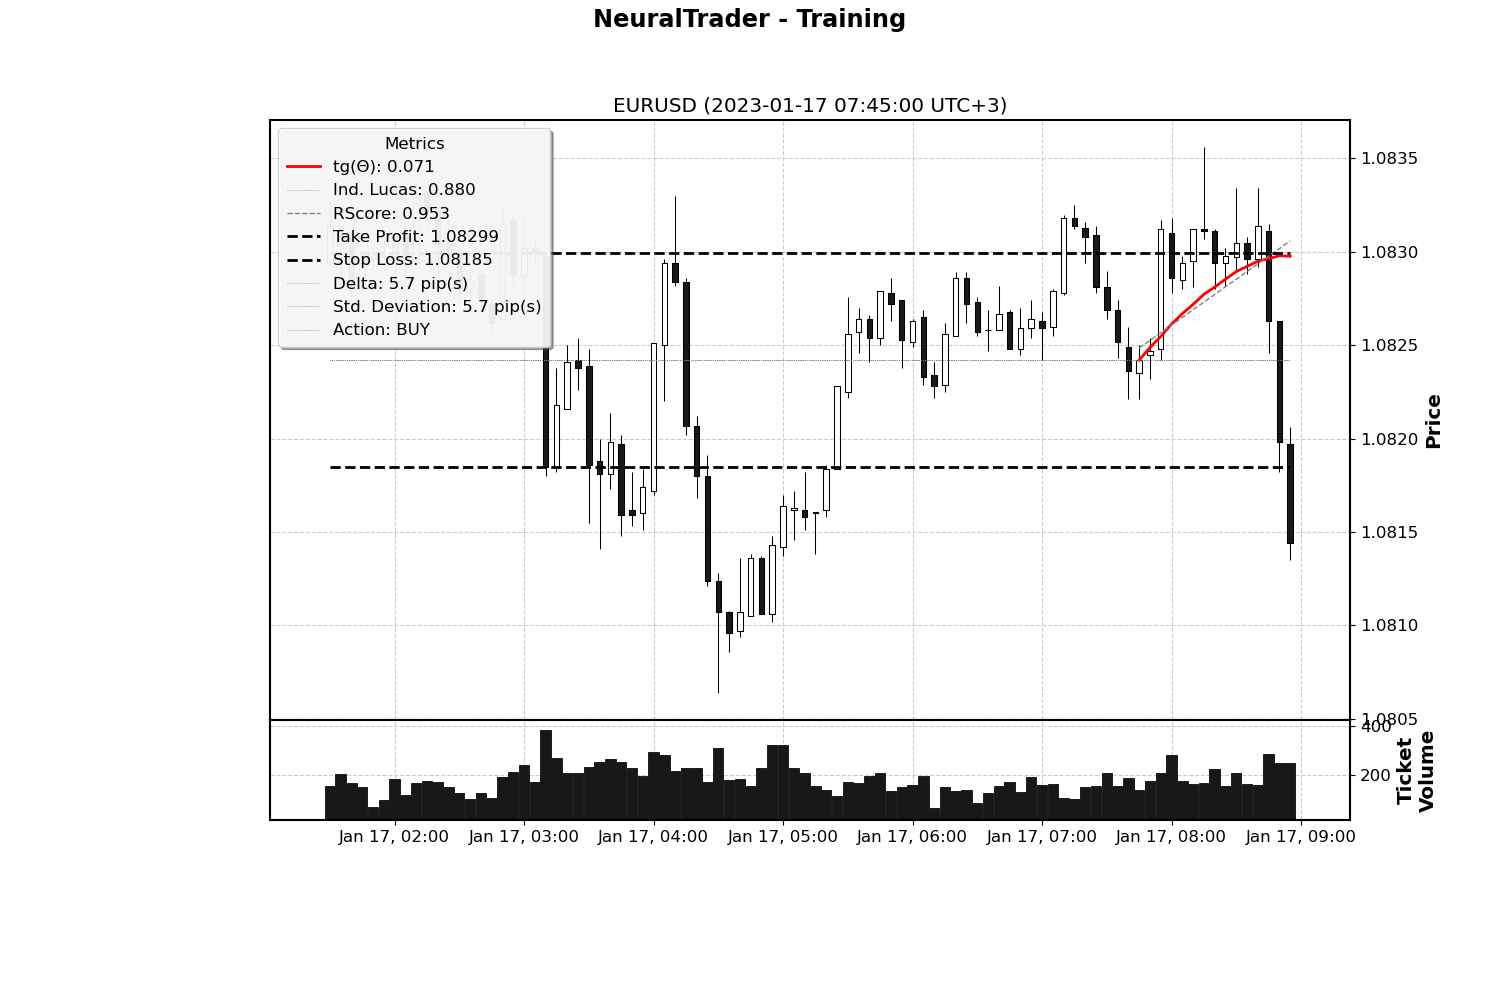 NeuralTrader - Training
EURUSD (2023-01-17 07:45:00 UTC+3)
Metrics
tg(Θ): 0.071
Ind. Lucas: 0.880
RScore: 0.953
Take Profit: 1.08299
Stop Loss: 1.08185
Delta: 5.7 pip(s)
Std. Deviation: 5.7 pip(s)
Action: BUY
1.0835
1.0830
1.0825
1.0820
1.0815
1.0810
1.0805
Price
400
200
Ticket
Volume
Jan 17, 02:00
Jan 17, 03:00
Jan 17, 04:00
Jan 17, 05:00
Jan 17, 06:00
Jan 17, 07:00
Jan 17, 08:00
Jan 17, 09:00